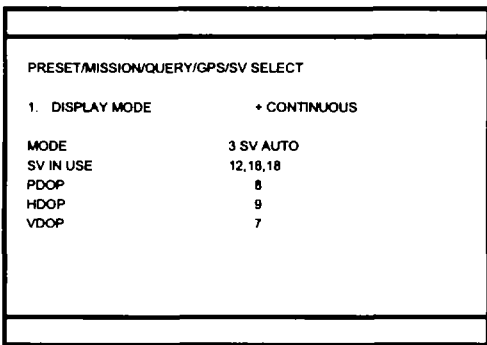 PRESET/MISSION/QUERY/GPS/SV SELECT
1. DISPLAY MODE + CONTINUOUS
MODE 3 SV AUTO
SV IN USE 12,18,18
PDOP 8
HDOP 9
VDOP 7